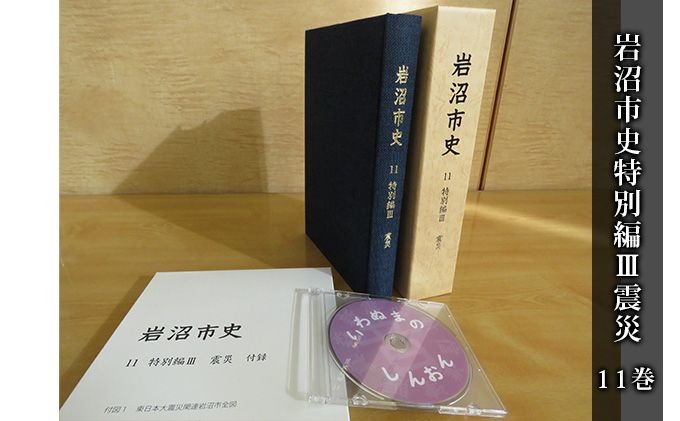 岩沼市史特別編Ⅲ震災
11巻
岩沼市史
11
特別編Ⅲ
震災
岩沼市史
11
特別編Ⅲ
震災
岩沼市史
11 特別編Ⅲ 震災 付録
付図1 東日本大震災関連岩沼市全図
いわぬまの
しんおん